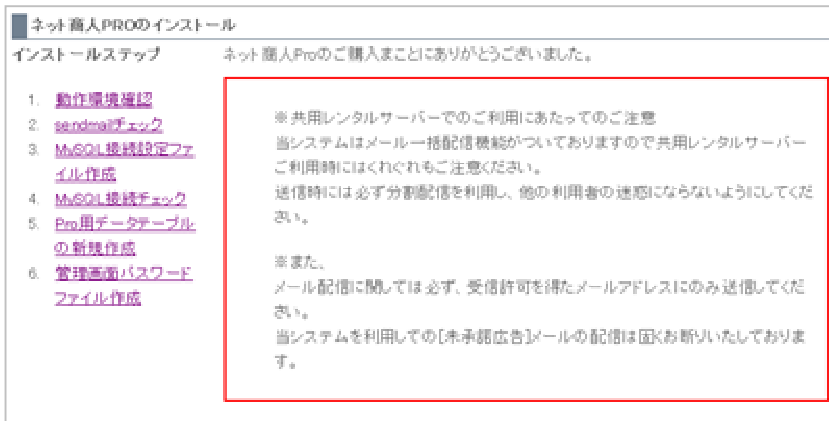 ネット商人PROのインストール
インストールステップ
1. 動作環境確認
2. sendmailチェック
3. MySQL接続設定ファ
イル作成
4. MySQL接続チェック
5. Pro用データテーブル
の新規作成
6. 管理画面パスワード
ファイル作成
ネット商人Proのご購入まことにありがとうございました。
※共用レンタルサーバーでのご利用にあたってのご注意
当システムはメール一括配信機能がついておりますので共用レンタルサーバー
ご利用時にはくれぐれもご注意ください。
送信時には必ず分割配信を利用し、他の利用者の迷惑にならないようにしてくだ
さい。
※また、
メール配信に関しては必ず、受信許可を得たメールアドレスにのみ送信してくだ
さい。
当システムを利用しての[未承諾広告]メールの配信は固くお断りいたしておりま
す。